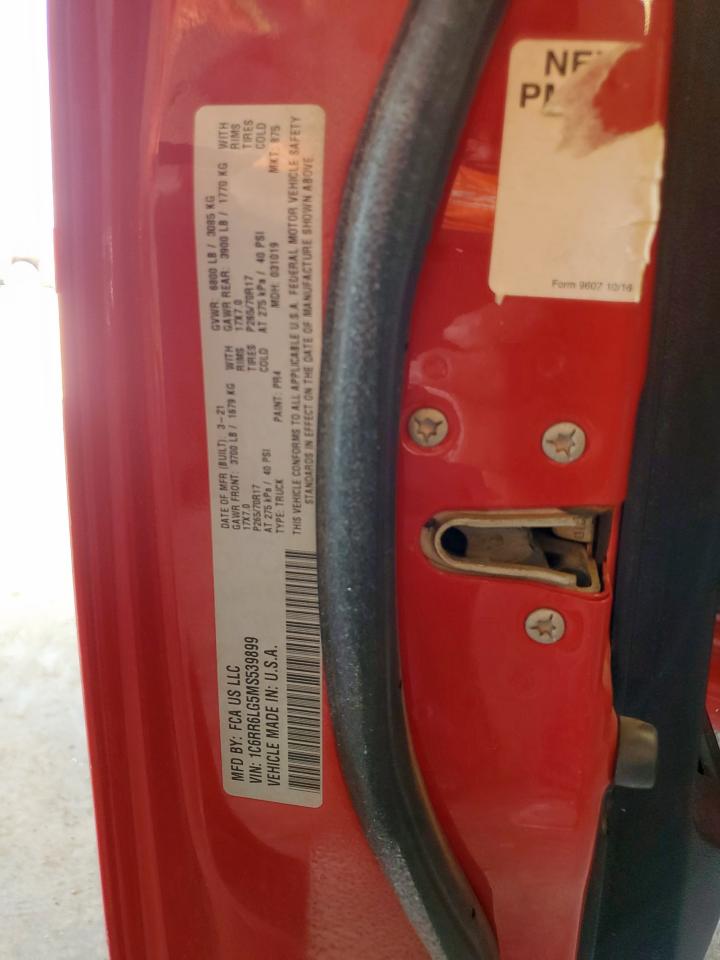 MFD BY: FCA US LLC
VIN: 1C6RR6LG5MS539899
VEHICLE MADE IN: U.S.A.
DATE OF MFR (BUILT) 3-21
GAWR FRONT: 3700 LB / 1679 KG WITH
17X7.0 RIMS
P265/70R17 TIRES
AT 275 kPa / 40 PSI COLD
TYPE: TRUCK PAINT: PR4
GVWR: 6800 LB / 3085 KG
GAWR REAR: 3900 LB / 1770 KG WITH
17X7.0 RIMS
P265/70R17 TIRES
AT 275 kPa / 40 PSI COLD
MDH: 031019 MKT: 875
THIS VEHICLE CONFORMS TO ALL APPLICABLE U.S.A. FEDERAL MOTOR VEHICLE SAFETY
STANDARDS IN EFFECT ON THE DATE OF MANUFACTURE SHOWN ABOVE
Form 9607 10/16